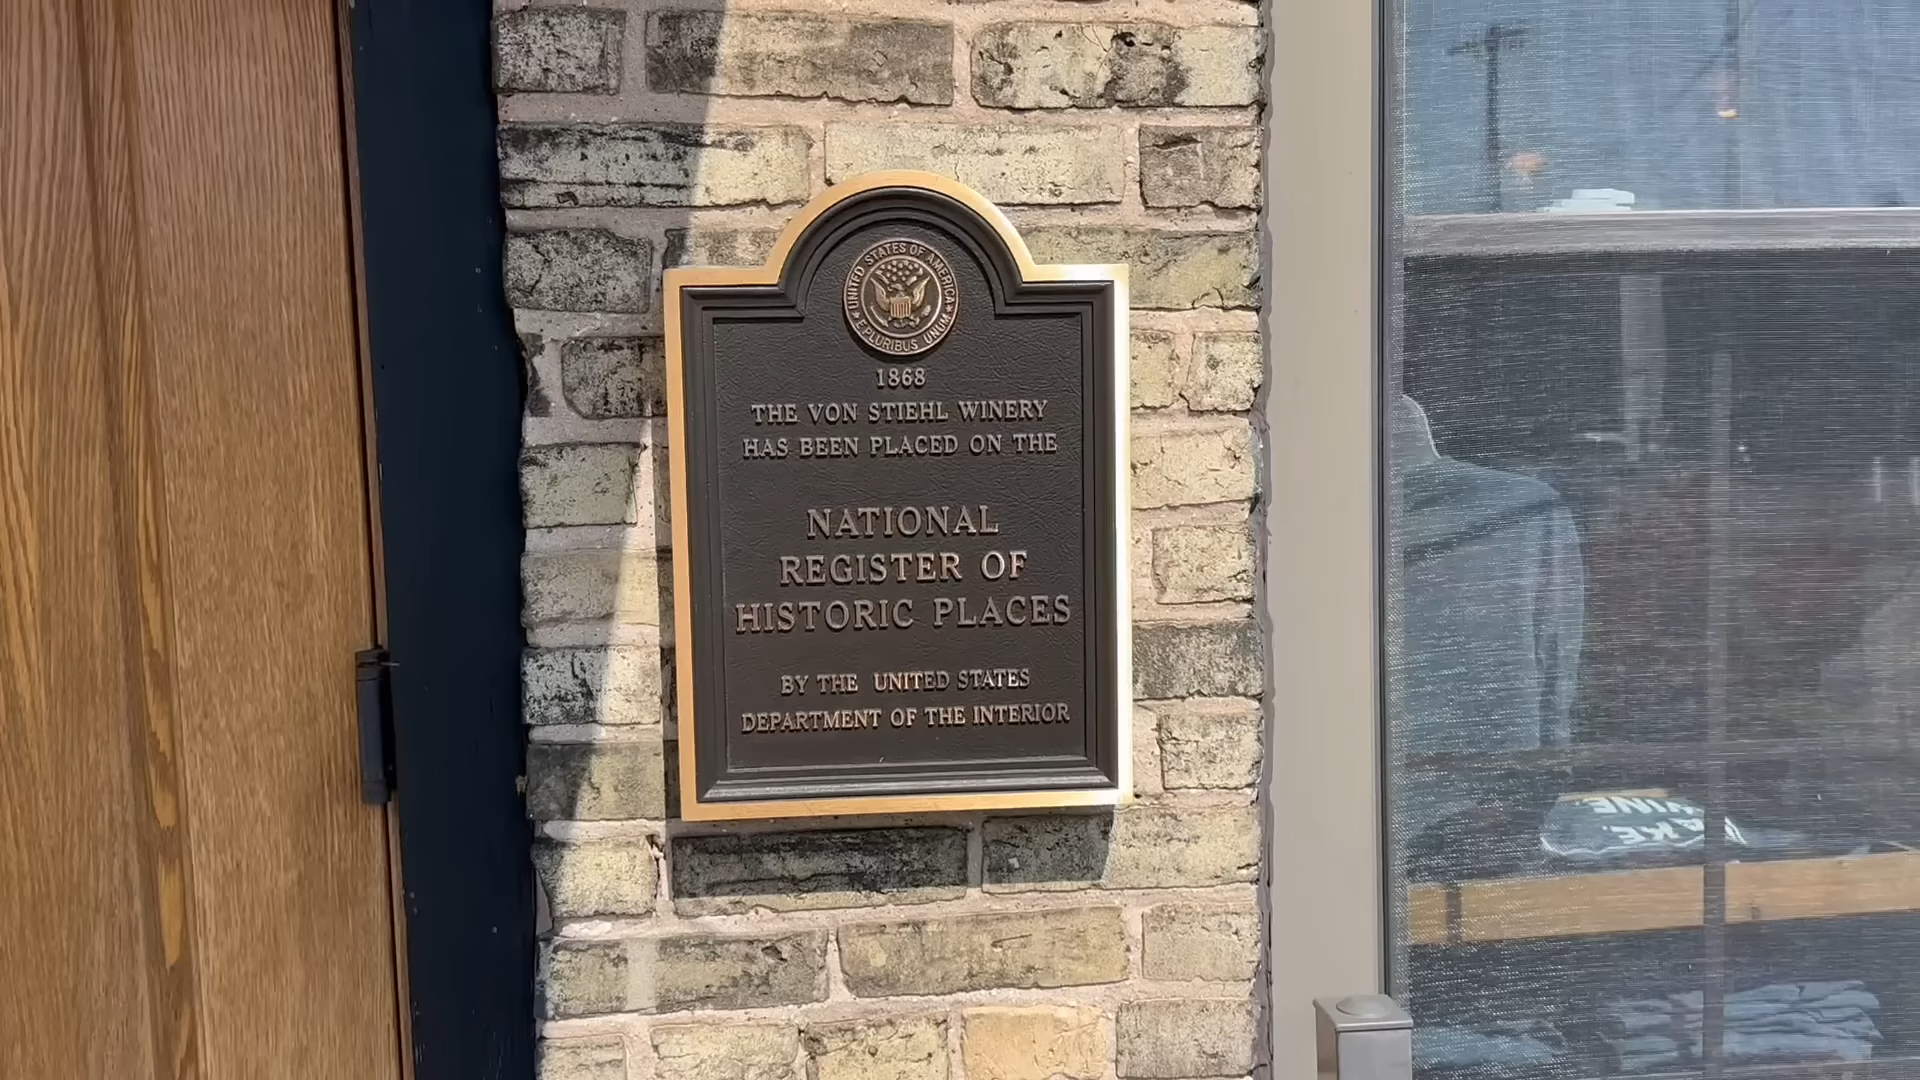 UNITED STATES OF AMERICA
E PLURIBUS UNUM
1868
THE VON STIEHL WINERY
HAS BEEN PLACED ON THE
NATIONAL
REGISTER OF
HISTORIC PLACES
BY THE UNITED STATES
DEPARTMENT OF THE INTERIOR
WINE